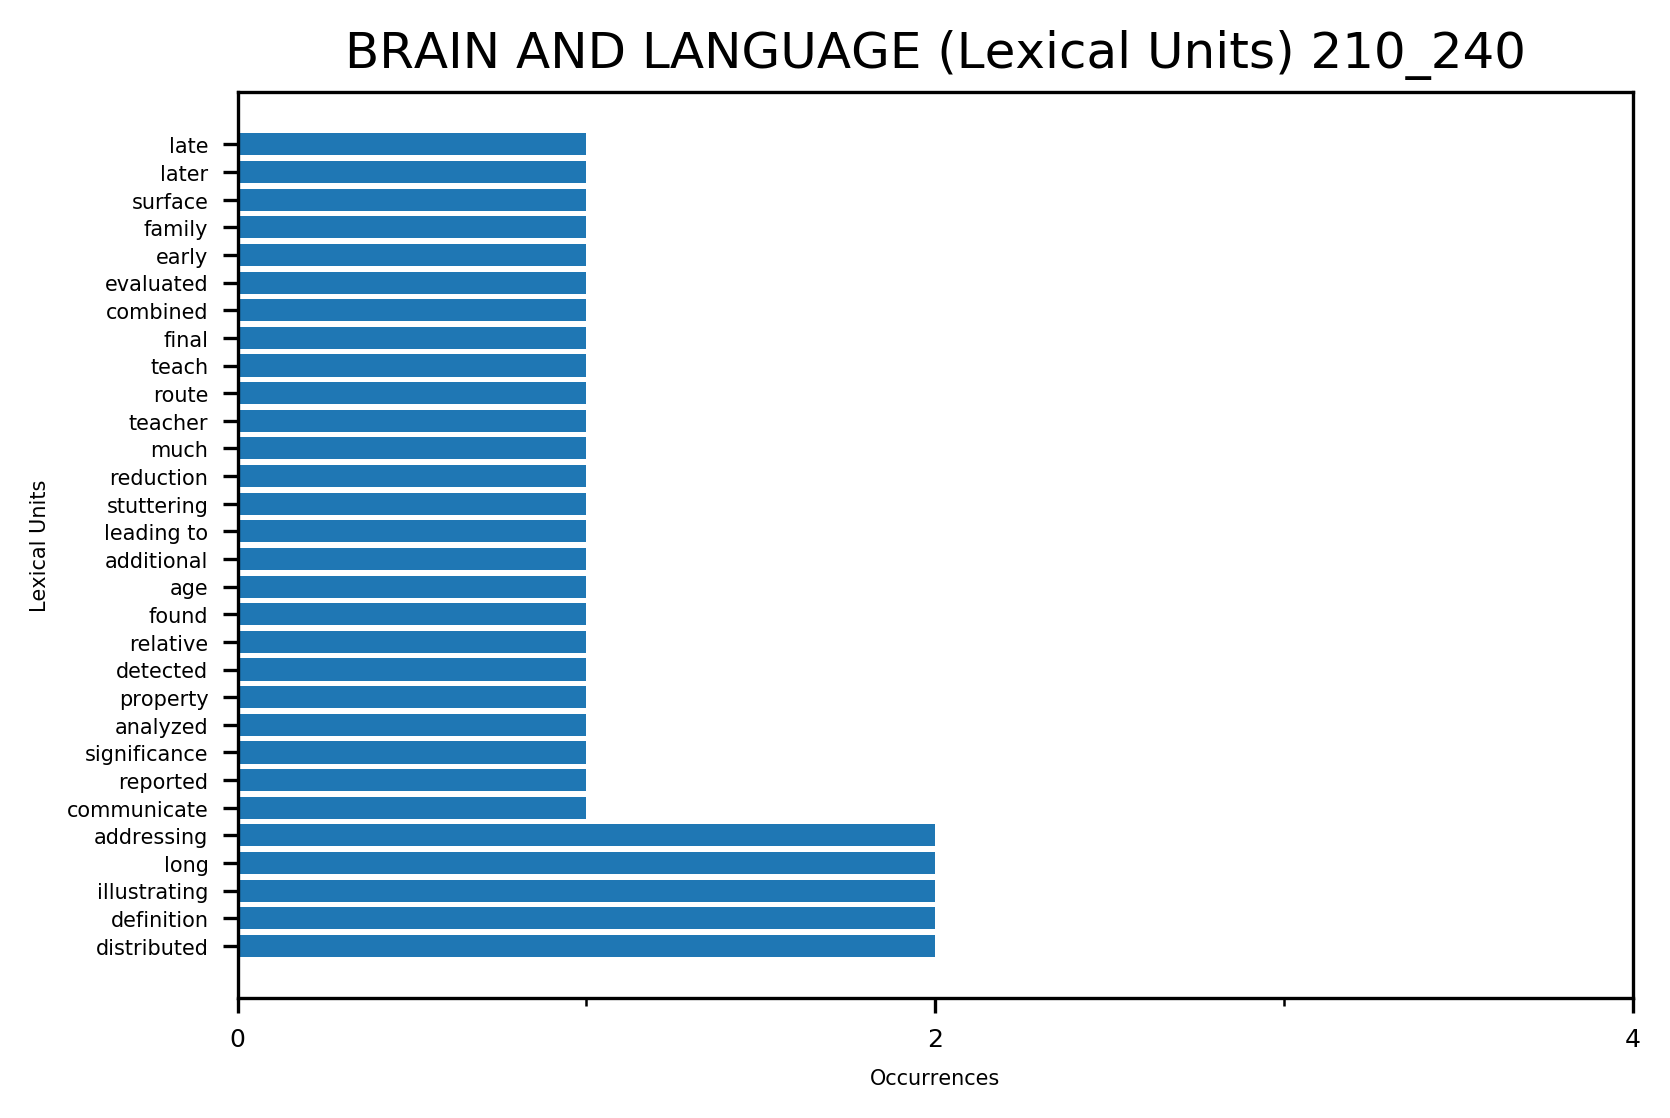 BRAIN AND LANGUAGE (Lexical Units) 210_240
late
later
surface
family
early
evaluated
combined
final
teach
route
teacher
much
reduction
stuttering
leading to
additional
age
found
relative
detected
property
analyzed
significance
reported
communicate
addressing
long
illustrating
definition
distributed
Lexical Units
0 2 4
Occurrences